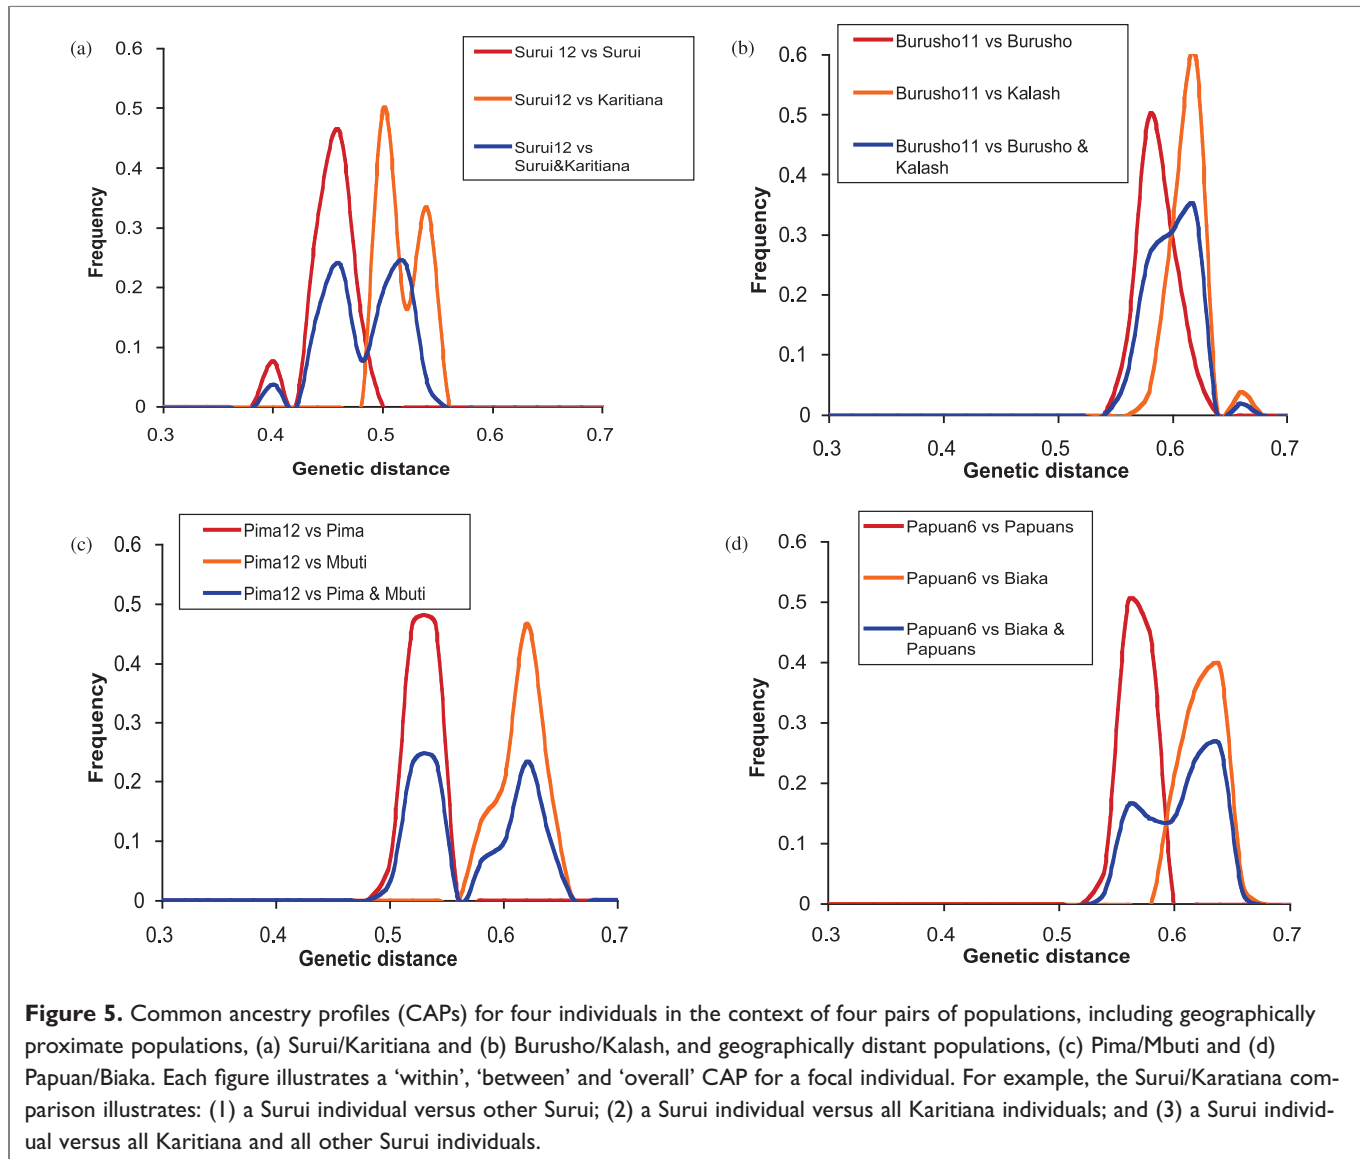 (a)
0.6
0.5
0.4
0.3
0.2
0.1
0
Frequency
0.3
0.4
0.5
0.6
0.7
Genetic distance
Surui 12 vs Surui
Surui12 vs Karitiana
Surui12 vs
Surui&Karitiana
(b)
0.6
0.5
0.4
0.3
0.2
0.1
0
Frequency
0.3
0.4
0.5
0.6
0.7
Genetic distance
Burusho11 vs Burusho
Burusho11 vs Kalash
Burusho11 vs Burusho &
Kalash
(c)
0.6
0.5
0.4
0.3
0.2
0.1
0
Frequency
0.3
0.4
0.5
0.6
0.7
Genetic distance
Pima12 vs Pima
Pima12 vs Mbuti
Pima12 vs Pima & Mbuti
(d)
0.6
0.5
0.4
0.3
0.2
0.1
0
Frequency
0.3
0.4
0.5
0.6
0.7
Genetic distance
Papuan6 vs Papuans
Papuan6 vs Biaka
Papuan6 vs Biaka &
Papuans
Figure 5. Common ancestry profiles (CAPs) for four individuals in the context of four pairs of populations, including geographically
proximate populations, (a) Surui/Karitiana and (b) Burusho/Kalash, and geographically distant populations, (c) Pima/Mbuti and (d)
Papuan/Biaka. Each figure illustrates a ‘within’, ‘between’ and ‘overall’ CAP for a focal individual. For example, the Surui/Karatiana com-
parison illustrates: (1) a Surui individual versus other Surui; (2) a Surui individual versus all Karitiana individuals; and (3) a Surui individ-
ual versus all Karitiana and all other Surui individuals.